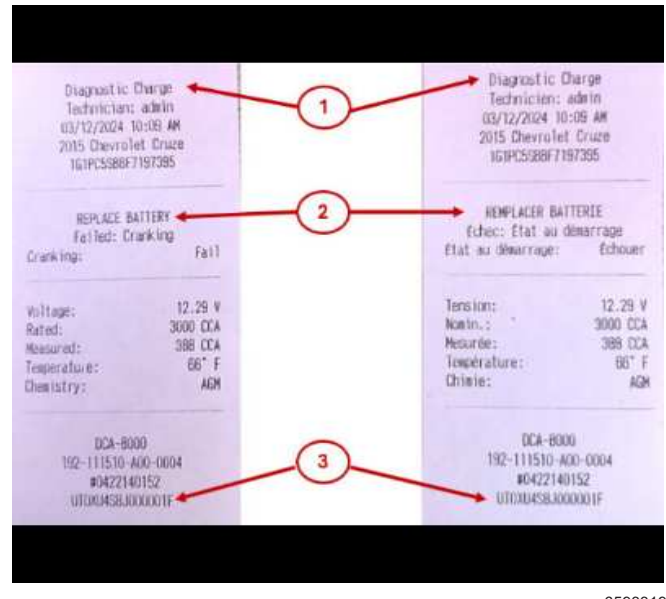 Diagnostic Charge
Technician: admin
03/12/2024 10:09 AM
2015 Chevrolet Cruze
1G1PC5SB8F7197395
REPLACE BATTERY
Failed: Cranking
Cranking: Fail
Voltage: 12.29 V
Rated: 3000 CCA
Measured: 388 CCA
Temperature: 66° F
Chemistry: AGM
DCA-8000
192-111510-A00-0004
#0422140152
1
2
3
Diagnostic Charge
Technicien: admin
03/12/2024 10:09 AM
2015 Chevrolet Cruze
1G1PC5SB8F7197395
REMPLACER BATTERIE
Échec: État au démarrage
État au démarrage: Échouer
Tension: 12.29 V
Nomin.: 3000 CCA
Mesurée: 388 CCA
Température: 66° F
Chimie: AGM
DCA-8000
192-111510-A00-0004
#0422140152